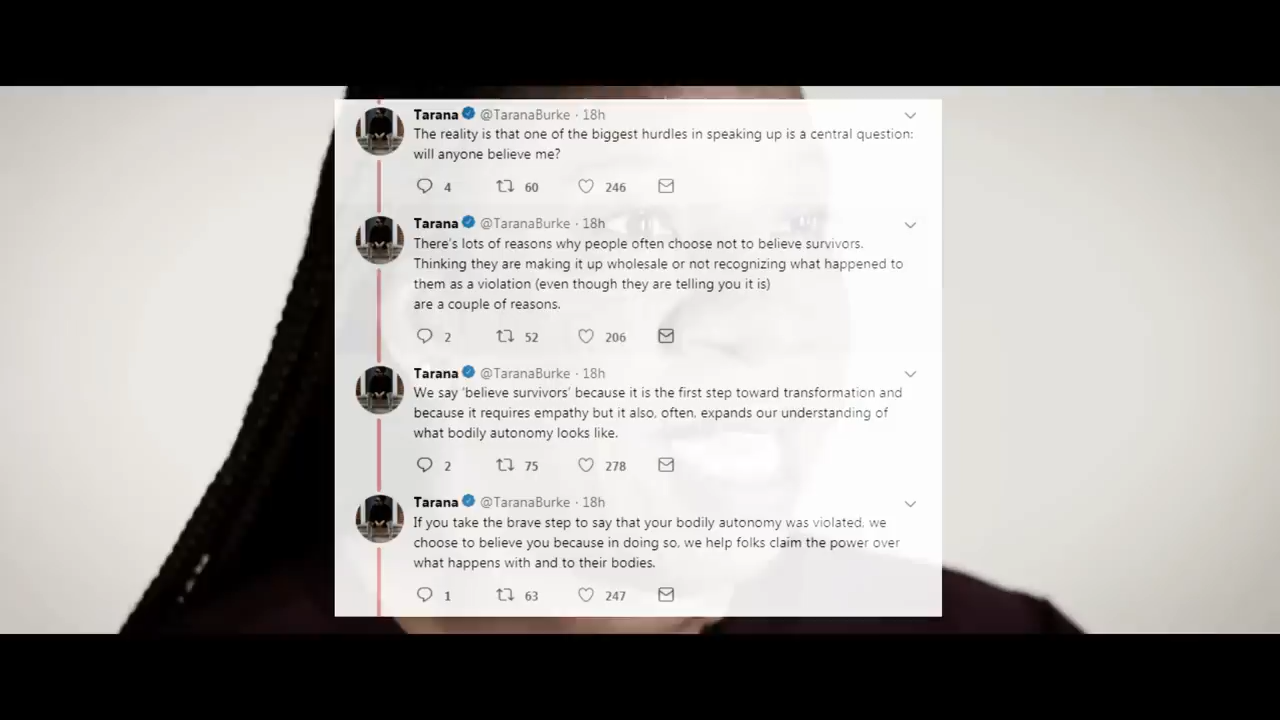 Tarana @TaranaBurke · 18h
The reality is that one of the biggest hurdles in speaking up is a central question:
will anyone believe me?
4 60 246
Tarana @TaranaBurke · 18h
There's lots of reasons why people often choose not to believe survivors.
Thinking they are making it up wholesale or not recognizing what happened to
them as a violation (even though they are telling you it is)
are a couple of reasons.
2 52 206
Tarana @TaranaBurke · 18h
We say 'believe survivors' because it is the first step toward transformation and
because it requires empathy but it also, often, expands our understanding of
what bodily autonomy looks like.
2 75 278
Tarana @TaranaBurke · 18h
If you take the brave step to say that your bodily autonomy was violated, we
choose to believe you because in doing so, we help folks claim the power over
what happens with and to their bodies.
1 63 247